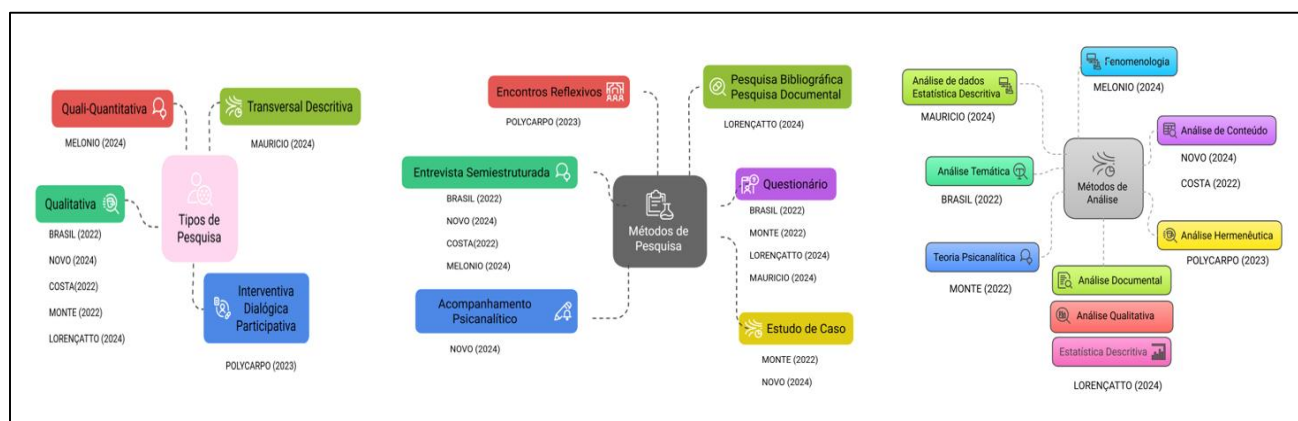 Quali-Quantitativa
MELONIO (2024)
Transversal Descritiva
MAURICIO (2024)
Qualitativa
BRASIL (2022)
NOVO (2024)
COSTA(2022)
MONTE (2022)
LORENÇATTO (2024)
Tipos de
Pesquisa
Interventiva
Dialógica
Participativa
POLYCARPO (2023)
Encontros Reflexivos
POLYCARPO (2023)
Pesquisa Bibliográfica
Pesquisa Documental
LORENÇATTO (2024)
Entrevista Semiestruturada
BRASIL (2022)
NOVO (2024)
COSTA(2022)
MELONIO (2024)
Métodos de
Pesquisa
Questionário
BRASIL (2022)
MONTE (2022)
LORENÇATTO (2024)
MAURICIO (2024)
Acompanhamento
Psicanalítico
NOVO (2024)
Estudo de Caso
MONTE (2022)
NOVO (2024)
Análise de dados
Estatística Descritiva
MAURICIO (2024)
Fenomenologia
MELONIO (2024)
Análise de Conteúdo
NOVO (2024)
COSTA (2022)
Análise Temática
BRASIL (2022)
Métodos de
Análise
Análise Hermenêutica
POLYCARPO (2023)
Teoria Psicanalítica
MONTE (2022)
Análise Documental
Análise Qualitativa
Estatística Descritiva
LORENÇATTO (2024)